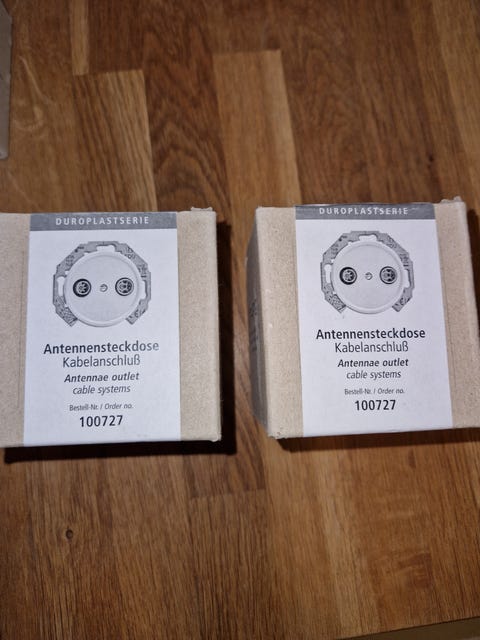 DUROPLASTSERIE
Antennensteckdose
Kabelanschluß
Antennae outlet
cable systems
Bestell-Nr. / Order no.
100727
DUROPLASTSERIE
Antennensteckdose
Kabelanschluß
Antennae outlet
cable systems
Bestell-Nr. / Order no.
100727